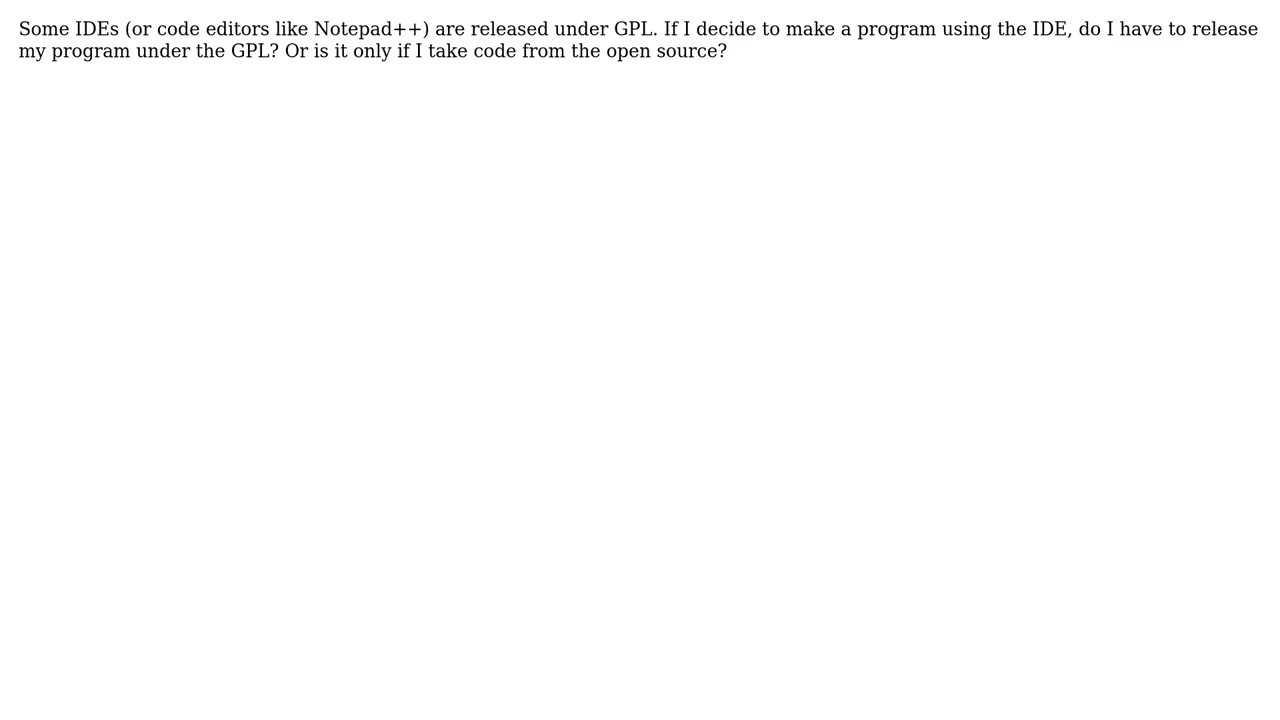 Some IDEs (or code editors like Notepad++) are released under GPL. If I decide to make a program using the IDE, do I have to release
my program under the GPL? Or is it only if I take code from the open source?